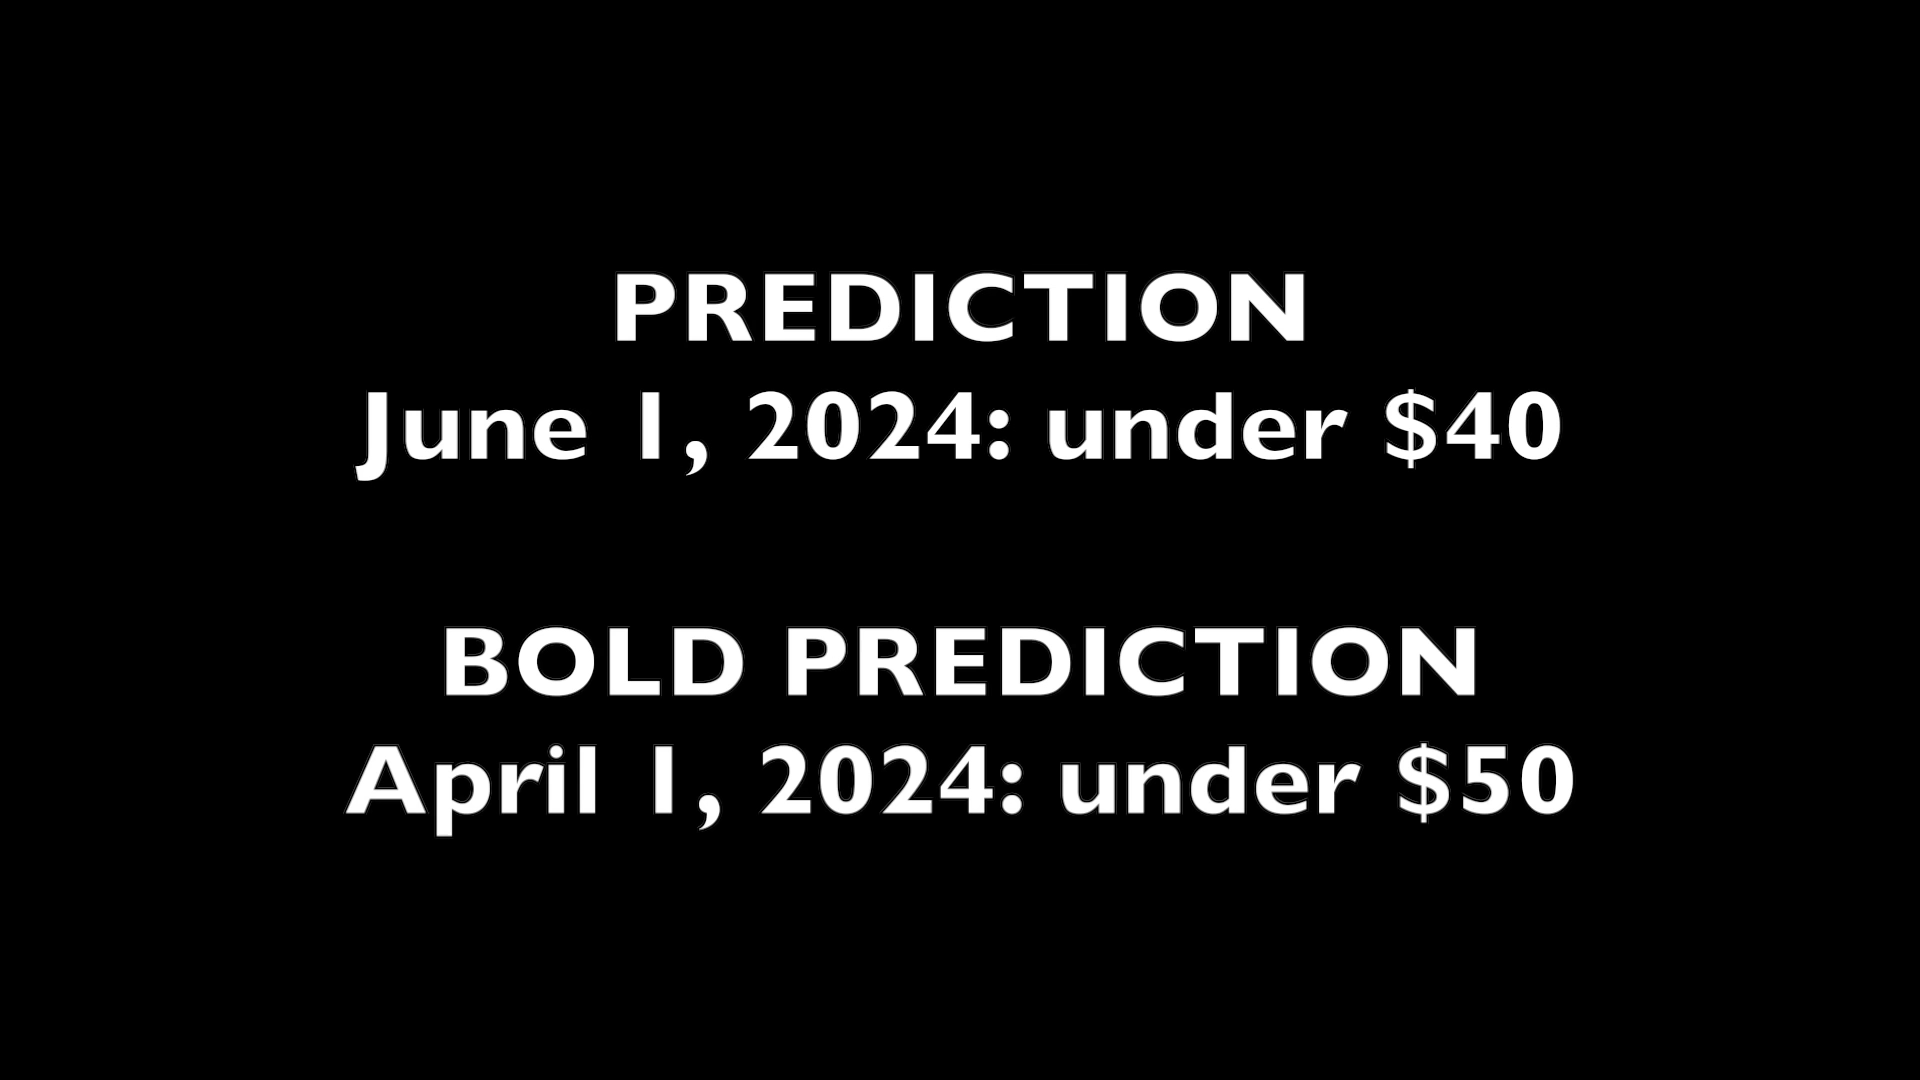 PREDICTION
June 1, 2024: under $40
BOLD PREDICTION
April 1, 2024: under $50